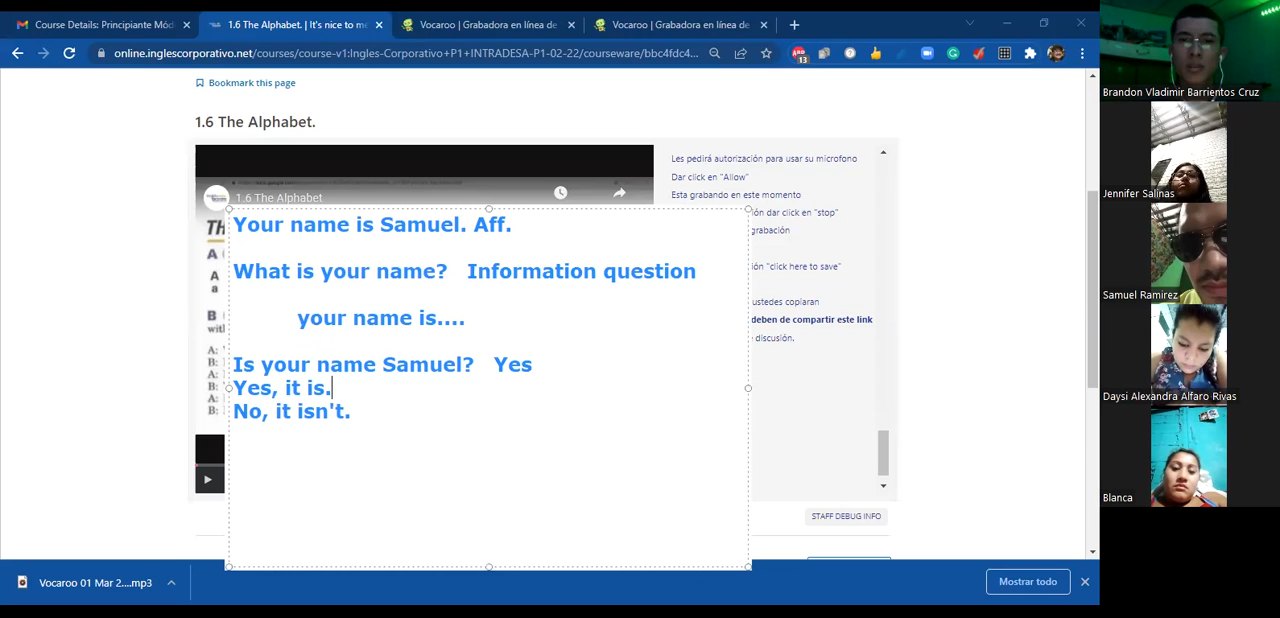 Course Details: Principiante Mód
1.6 The Alphabet. | It's nice to me
Vocaroo | Grabadora en línea de
Vocaroo | Grabadora en línea de
online.inglescorporativo.net/courses/course-v1:Ingles-Corporativo+P1+INTRADESA-P1-02-22/courseware/bbc4fdc4...
13
Bookmark this page
1.6 The Alphabet.
1.6 The Alphabet
Your name is Samuel. Aff.
What is your name? Information question
your name is....
Is your name Samuel? Yes
Yes, it is.
No, it isn't.
TH
A
A
a
B
wit
A:
B:
A:
B:
A:
B:
Les pedirá autorización para usar su microfono
Dar click en "Allow"
Esta grabando en este momento
ón dar click en "stop"
grabación
ión "click here to save"
ustedes copiaran
deben de compartir este link
discusión.
STAFF DEBUG INFO
Vocaroo 01 Mar 2....mp3
Mostrar todo
Brandon Vladimir Barrientos Cruz
Jennifer Salinas
Samuel Ramirez
Daysi Alexandra Alfaro Rivas
Blanca